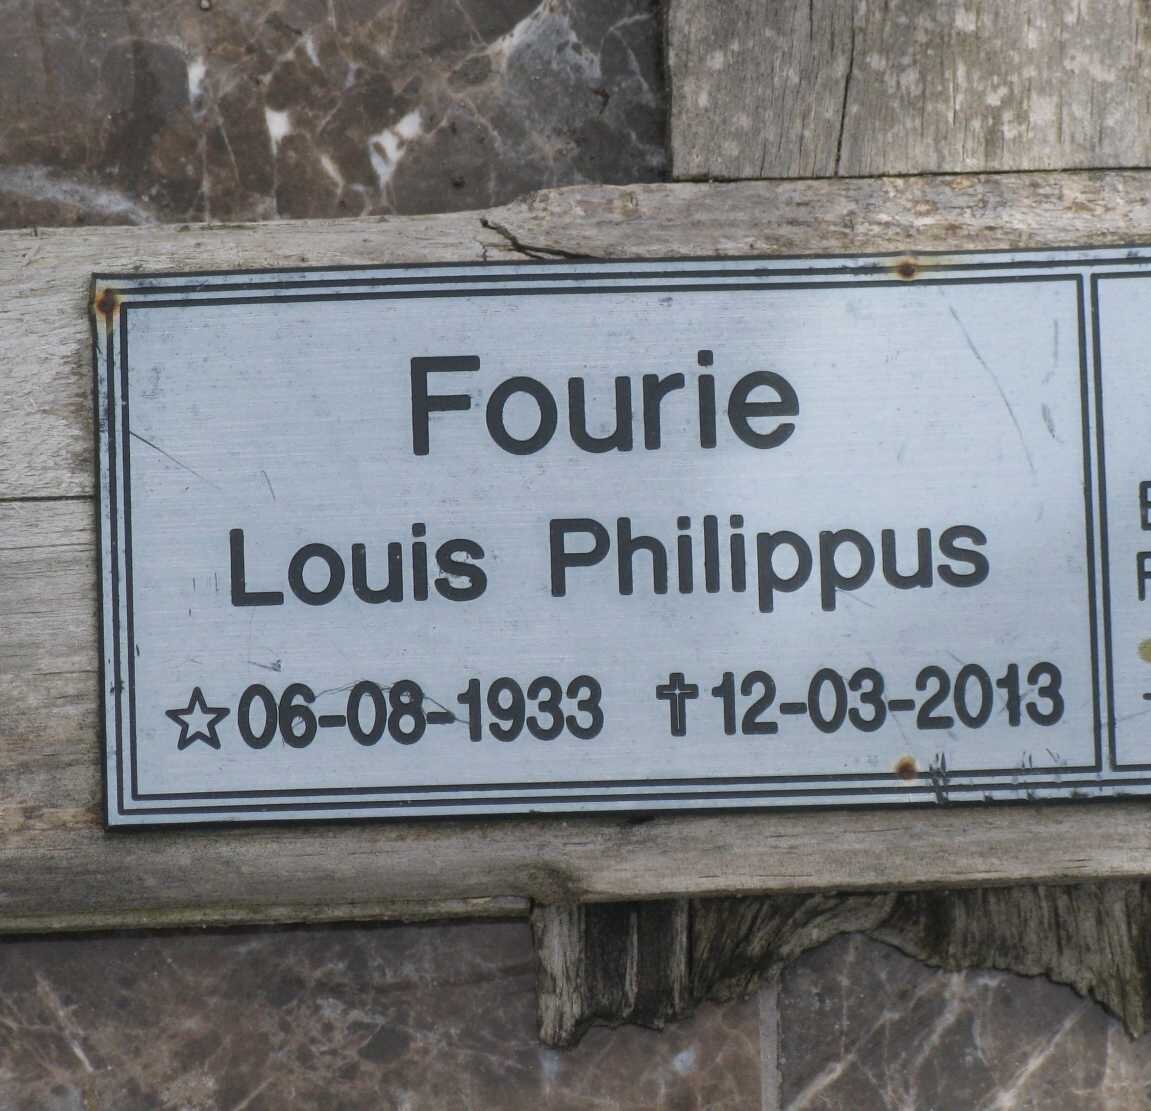 Fourie
Louis Philippus
☆06-08-1933 ✝12-03-2013